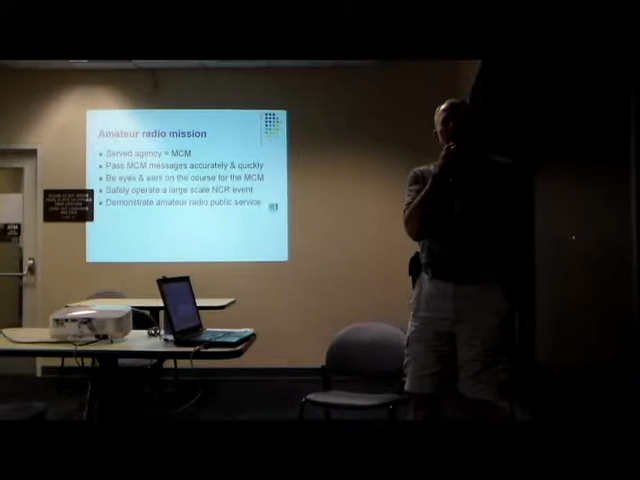 Amateur radio mission
Served agency = MCM
Pass MCM messages accurately & quickly
Be eyes & ears on the course for the MCM
Safely operate a large scale NCR event
Demonstrate amateur radio public service